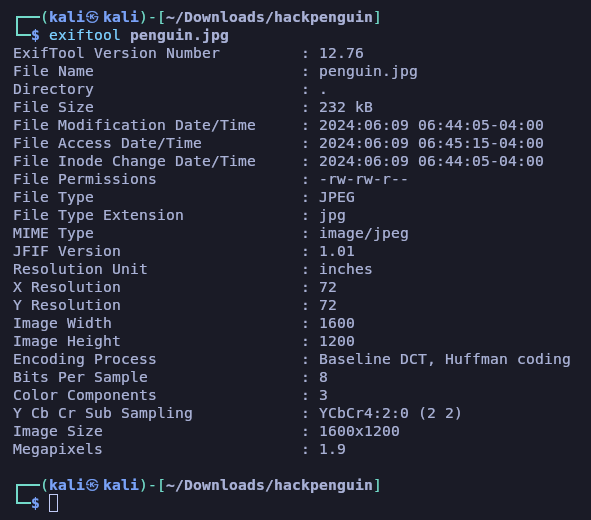 ┌──(kali㉿kali)-[~/Downloads/hackpenguin]
└─$ exiftool penguin.jpg
ExifTool Version Number         : 12.76
File Name                       : penguin.jpg
Directory                       : .
File Size                       : 232 kB
File Modification Date/Time     : 2024:06:09 06:44:05-04:00
File Access Date/Time           : 2024:06:09 06:45:15-04:00
File Inode Change Date/Time     : 2024:06:09 06:44:05-04:00
File Permissions                : -rw-rw-r--
File Type                       : JPEG
File Type Extension             : jpg
MIME Type                       : image/jpeg
JFIF Version                    : 1.01
Resolution Unit                 : inches
X Resolution                    : 72
Y Resolution                    : 72
Image Width                     : 1600
Image Height                    : 1200
Encoding Process                : Baseline DCT, Huffman coding
Bits Per Sample                 : 8
Color Components                : 3
Y Cb Cr Sub Sampling            : YCbCr4:2:0 (2 2)
Image Size                      : 1600x1200
Megapixels                      : 1.9
┌──(kali㉿kali)-[~/Downloads/hackpenguin]
└─$